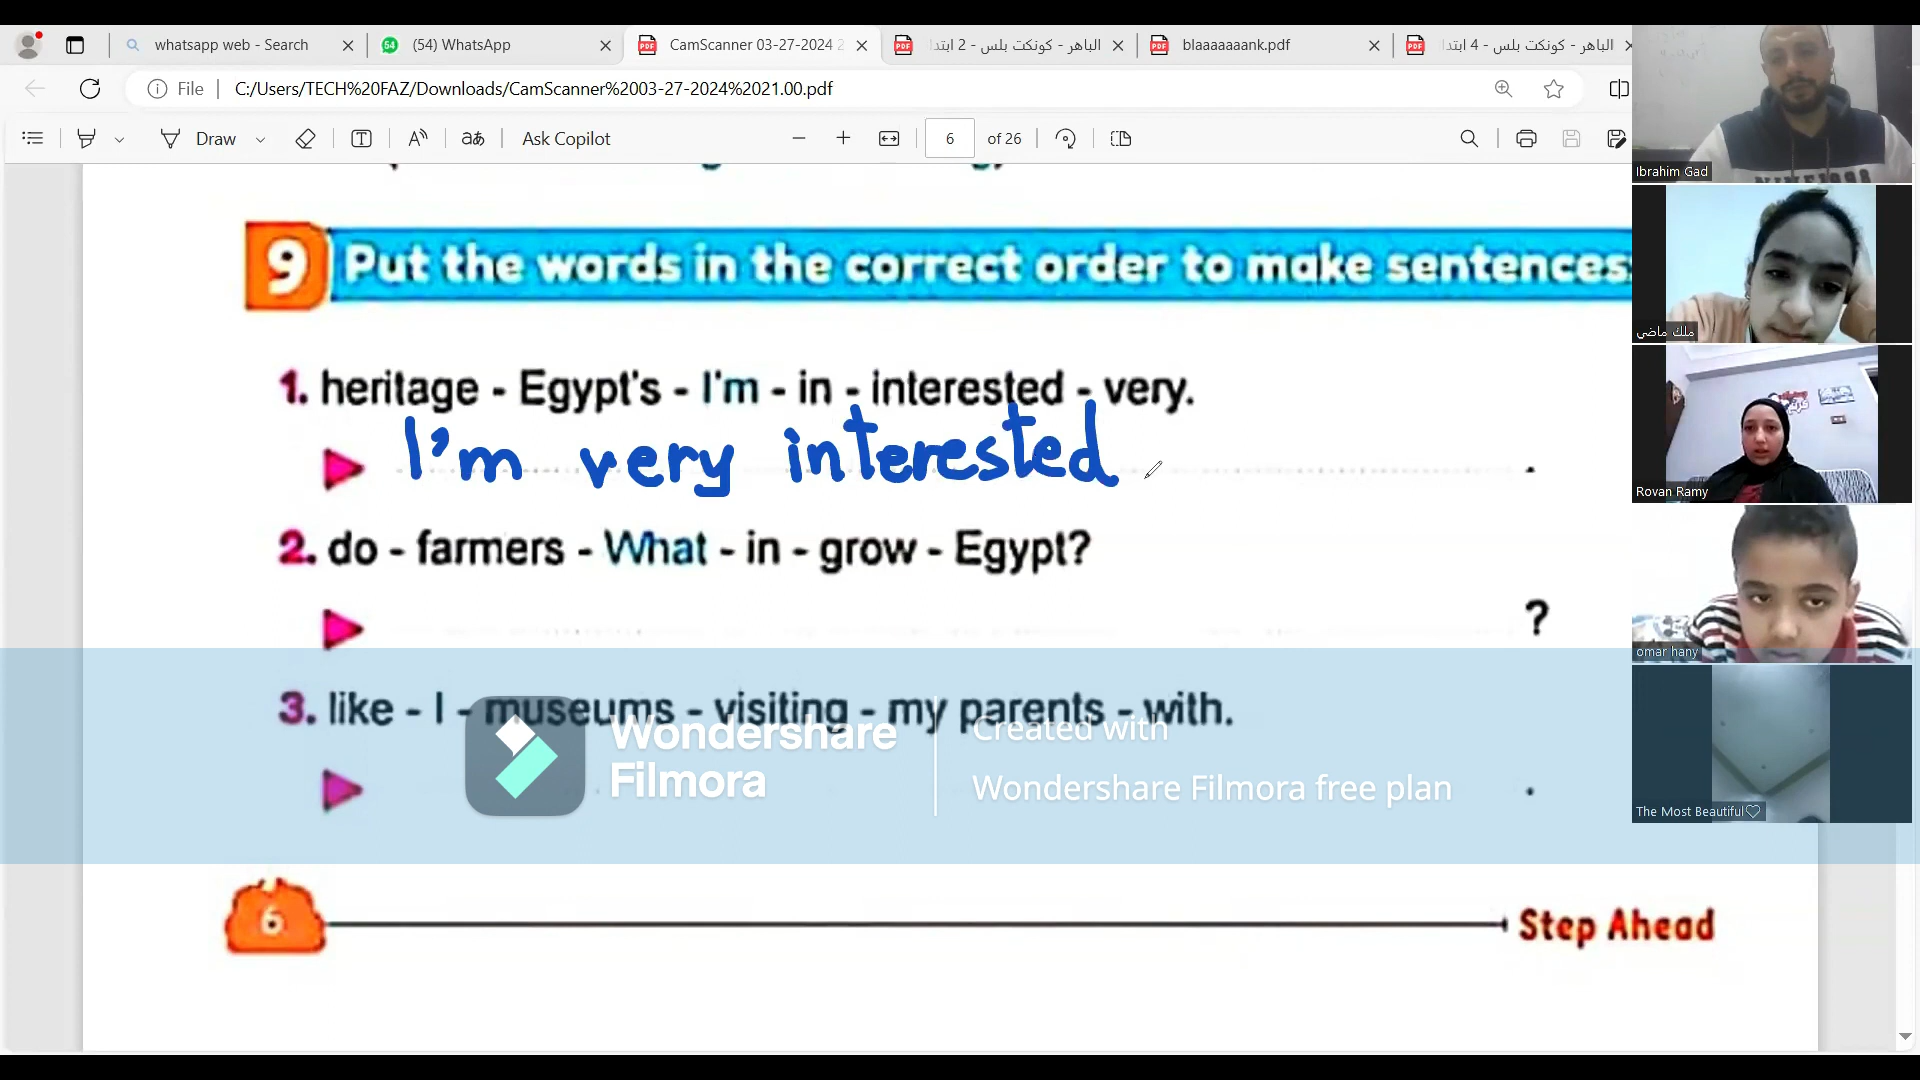 whatsapp web - Search
(54) WhatsApp
CamScanner 03-27-2024 2
الباهر - كونكت بلس - 2 ابتدا
blaaaaaaank.pdf
الباهر - كونكت بلس - 4 ابتدا
File
C:/Users/TECH%20FAZ/Downloads/CamScanner%2003-27-2024%2021.00.pdf
Draw
Ask Copilot
6 of 26
9 Put the words in the correct order to make sentences:
1. heritage - Egypt's - I'm - in - interested - very.
I'm very interested .
2. do - farmers - What - in - grow - Egypt?
?
3. like - I - museums - visiting - my parents - with.
.
Wondershare
Filmora
Created with
Wondershare Filmora free plan
6
Step Ahead
Ibrahim Gad
ملك ماضي
Rovan Ramy
omar hany
The Most Beautiful♡